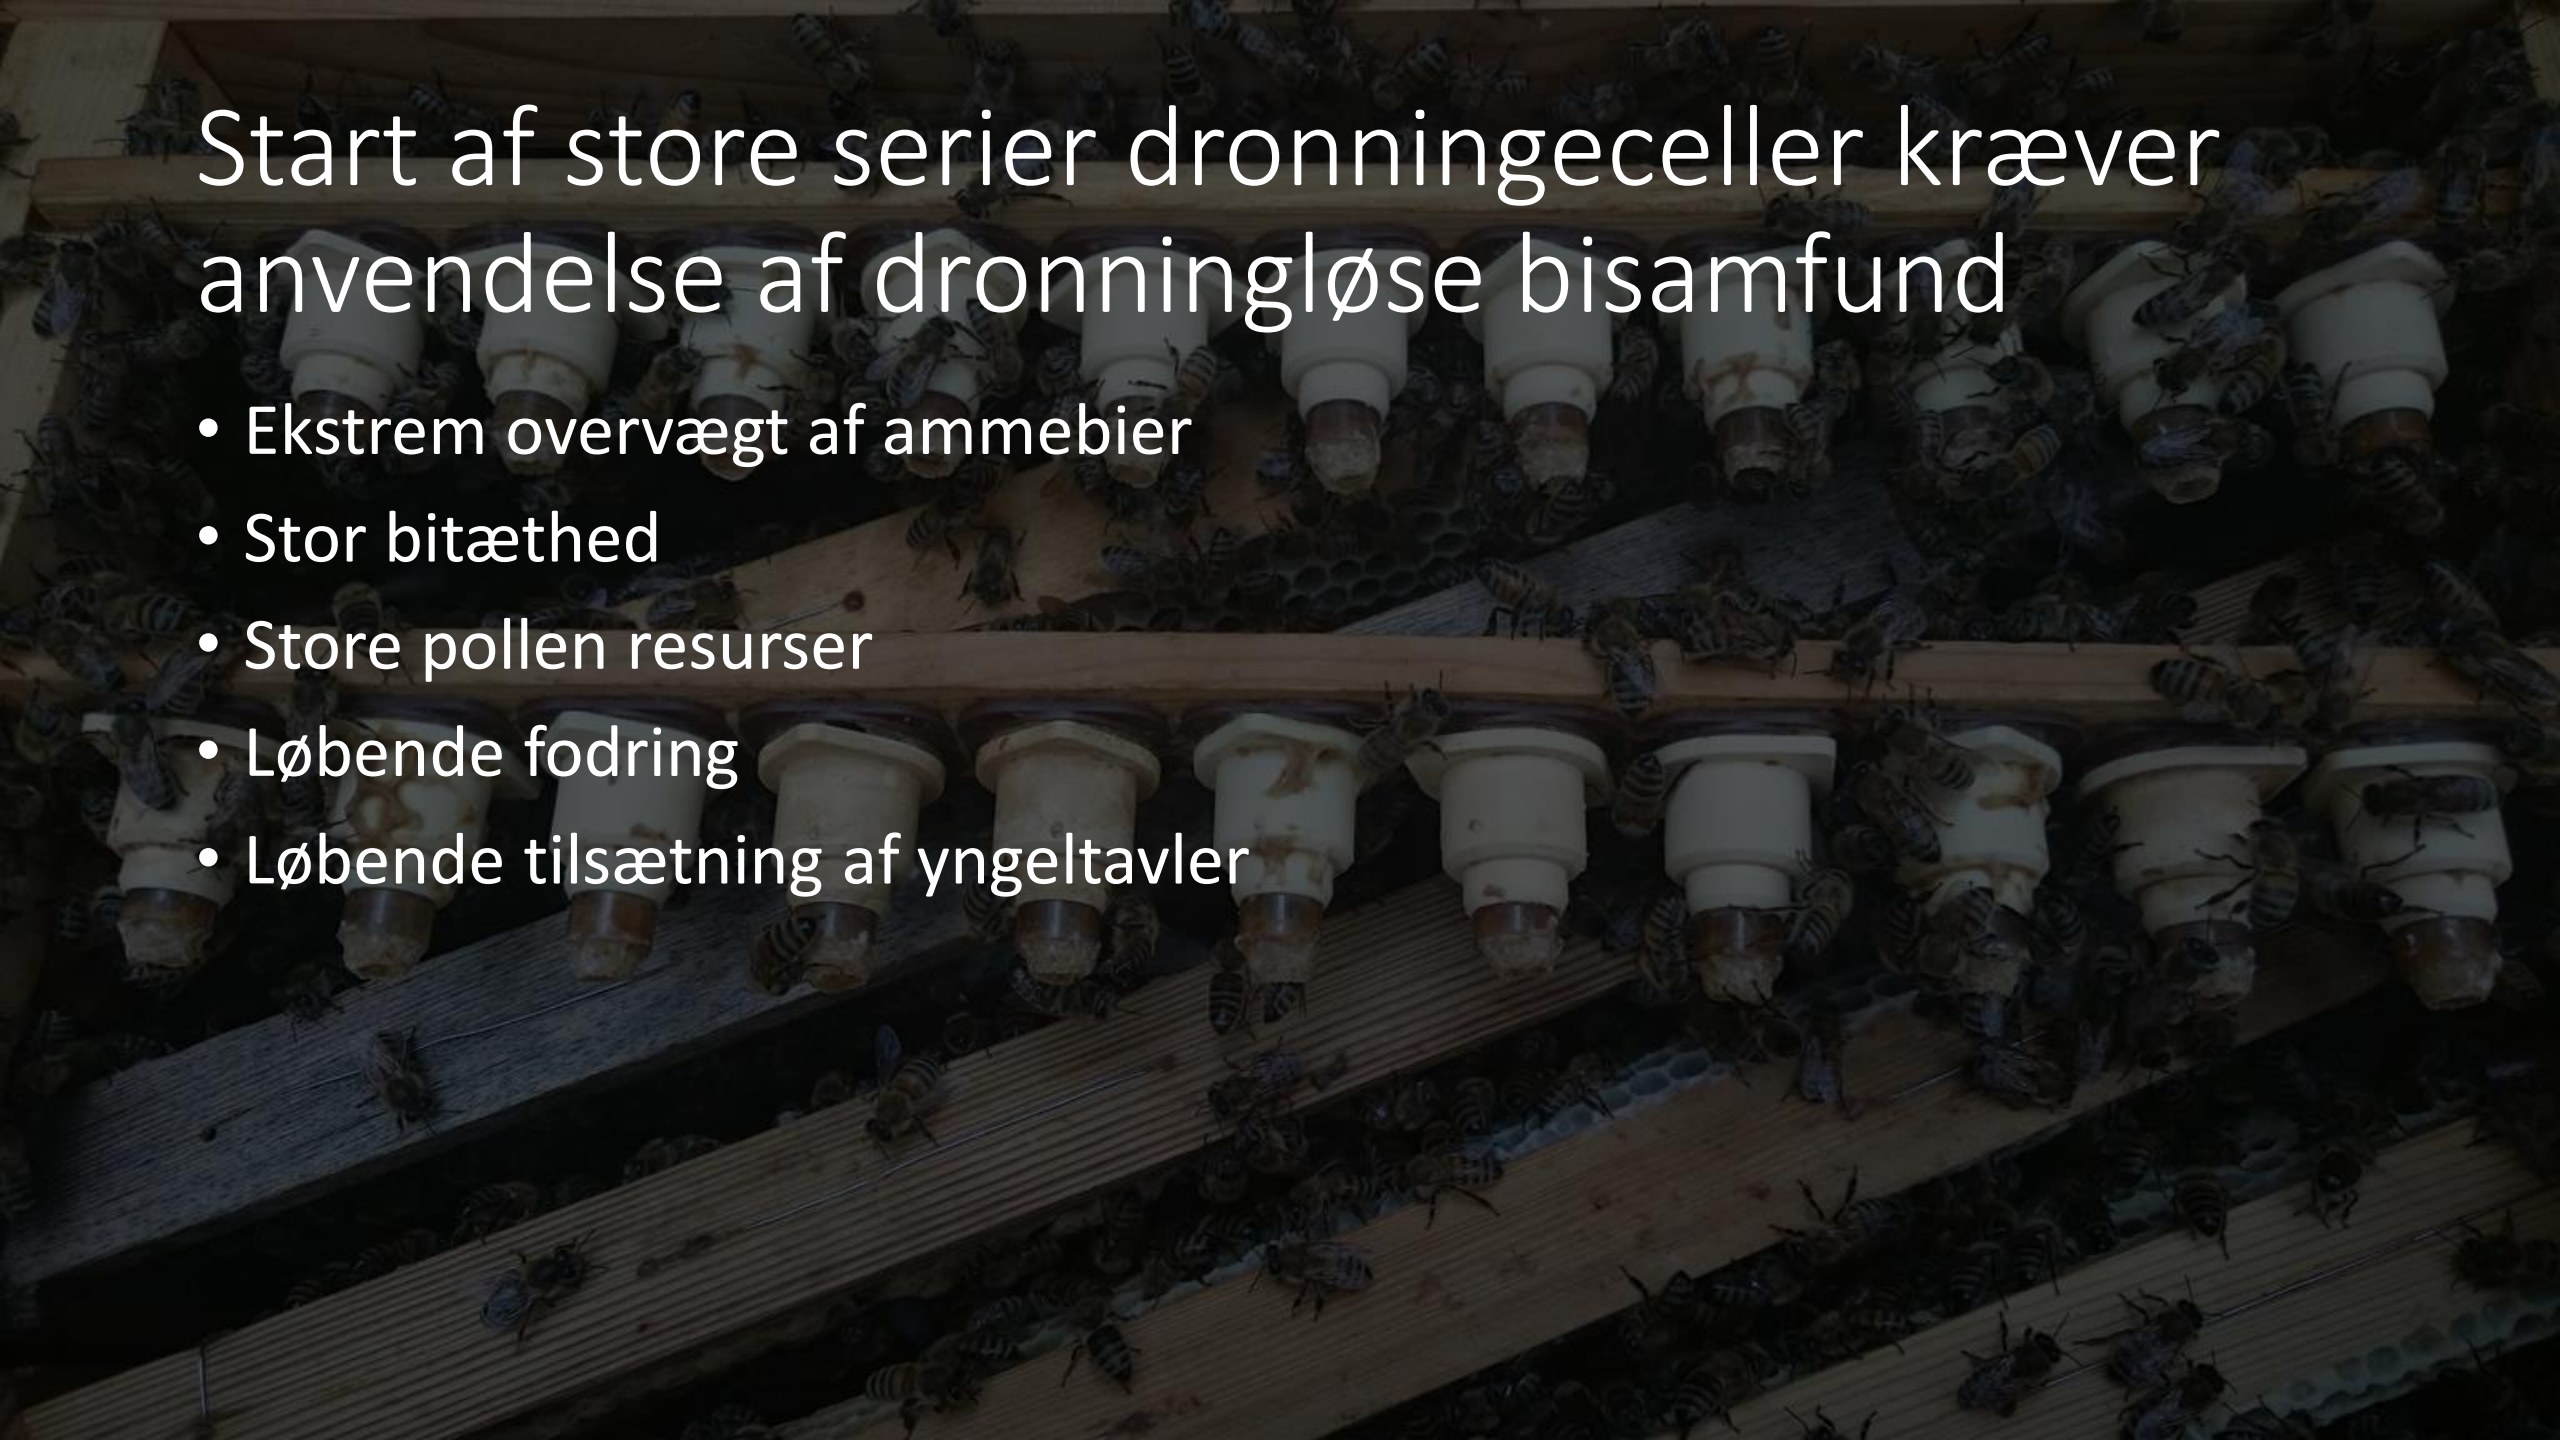 Start af store serier dronningeceller kræver
anvendelse af dronningløse bisamfund
• Ekstrem overvægt af ammebier
• Stor bitæthed
• Store pollen resurser
• Løbende fodring
• Løbende tilsætning af yngeltavler